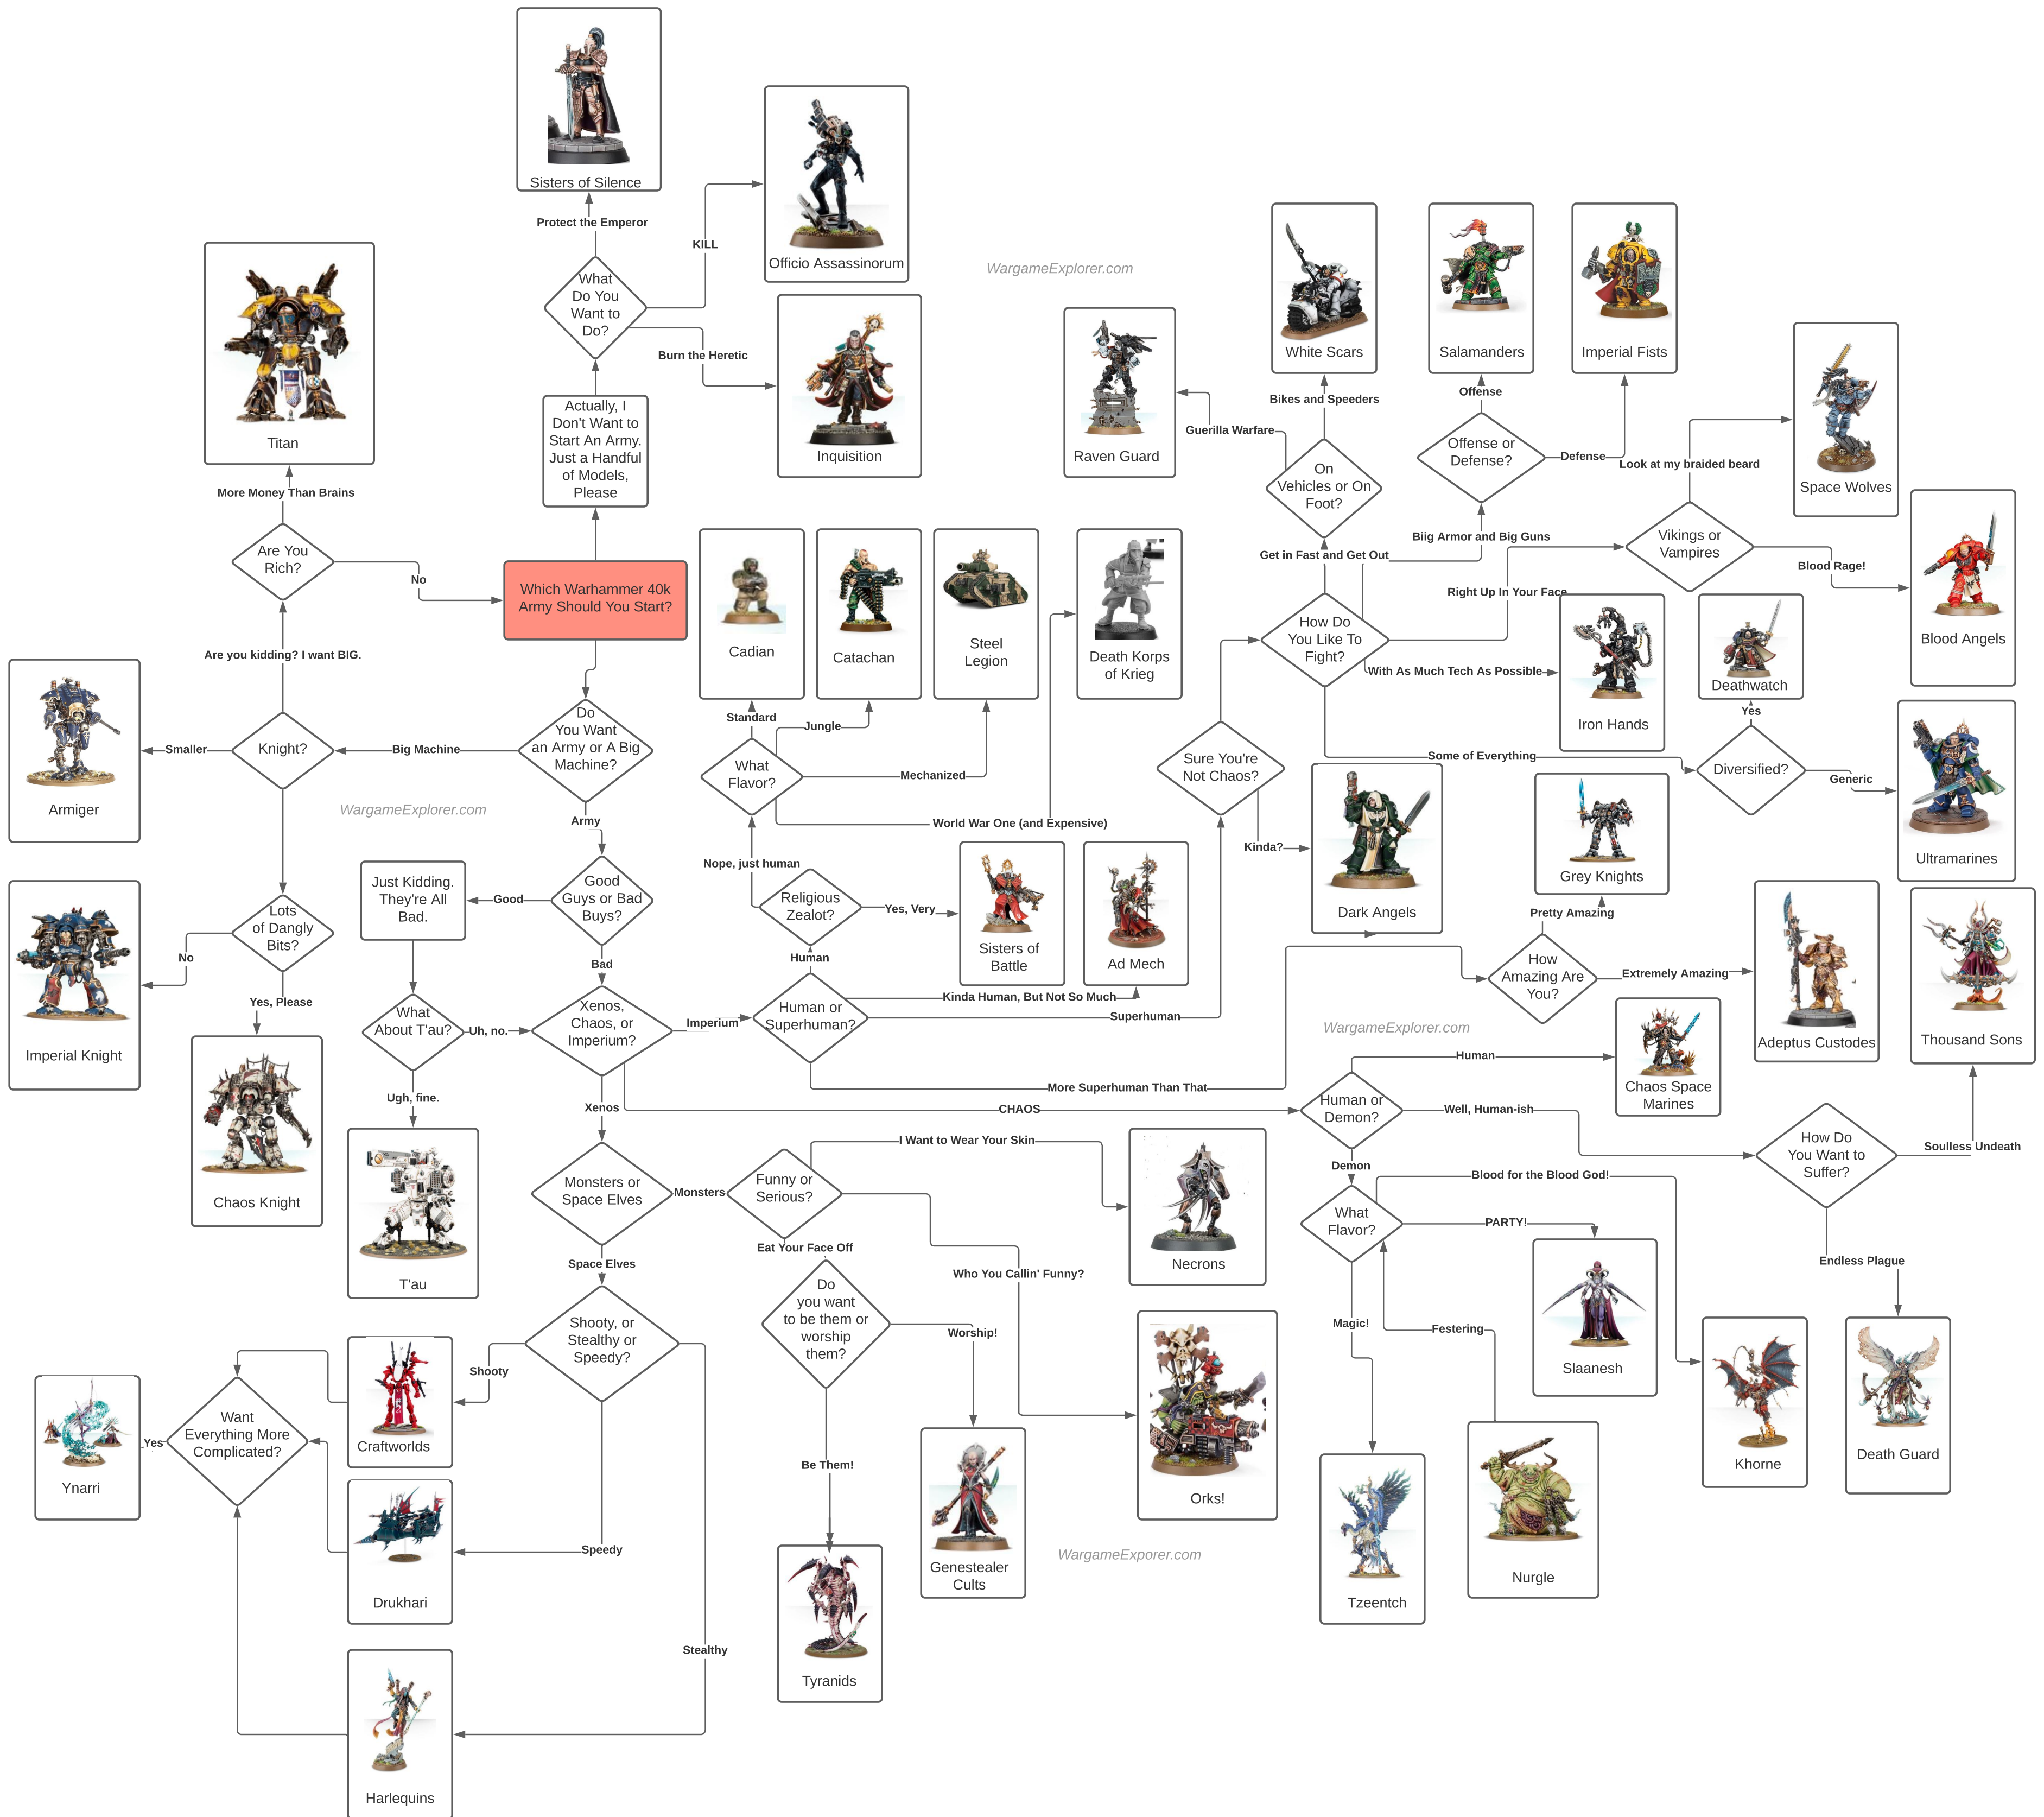 Sisters of Silence
Protect the Emperor
KILL
Officio Assassinorum
What
Do You
Want to
Do?
Burn the Heretic
Inquisition
WargameExplorer.com
Titan
More Money Than Brains
Are You
Rich?
No
Actually, I
Don't Want to
Start An Army.
Just a Handful
of Models,
Please
Which Warhammer 40k
Army Should You Start?
Are you kidding? I want BIG.
Armiger
Smaller
Knight?
Big Machine
Do
You Want
an Army or A Big
Machine?
WargameExplorer.com
Army
Lots
of Dangly
Bits?
No
Imperial Knight
Yes, Please
Chaos Knight
Just Kidding.
They're All
Bad.
Good
Good
Guys or Bad
Buys?
Bad
What
About T'au?
Uh, no.
Ugh, fine.
T'au
Xenos,
Chaos, or
Imperium?
Imperium
Xenos
CHAOS
Cadian
Catachan
Steel
Legion
Death Korps
of Krieg
Standard
Jungle
What
Flavor?
Mechanized
World War One (and Expensive)
Nope, just human
Religious
Zealot?
Yes, Very
Sisters of
Battle
Ad Mech
Human
Human or
Superhuman?
Kinda Human, But Not So Much
Superhuman
More Superhuman Than That
Raven Guard
White Scars
Salamanders
Imperial Fists
Space Wolves
Blood Angels
Bikes and Speeders
Guerilla Warfare
On
Vehicles or On
Foot?
Offense
Offense or
Defense?
Defense
Look at my braided beard
Vikings or
Vampires
Blood Rage!
Get in Fast and Get Out
Biig Armor and Big Guns
Right Up In Your Face
How Do
You Like To
Fight?
With As Much Tech As Possible
Iron Hands
Deathwatch
Yes
Some of Everything
Diversified?
Generic
Ultramarines
Sure You're
Not Chaos?
Kinda?
Dark Angels
Grey Knights
Pretty Amazing
How
Amazing Are
You?
Extremely Amazing
Adeptus Custodes
Thousand Sons
WargameExplorer.com
Human
Chaos Space
Marines
Human or
Demon?
Well, Human-ish
How Do
You Want to
Suffer?
Soulless Undeath
Endless Plague
Death Guard
Demon
What
Flavor?
Blood for the Blood God!
PARTY!
Slaanesh
Khorne
Magic!
Festering
Tzeentch
Nurgle
Monsters or
Space Elves
Monsters
Funny or
Serious?
I Want to Wear Your Skin
Necrons
Eat Your Face Off
Who You Callin' Funny?
Orks!
Do
you want
to be them or
worship
them?
Worship!
Genestealer
Cults
Be Them!
Tyranids
WargameExporer.com
Space Elves
Shooty, or
Stealthy or
Speedy?
Shooty
Craftworlds
Speedy
Drukhari
Stealthy
Harlequins
Want
Everything More
Complicated?
Yes
Ynarri